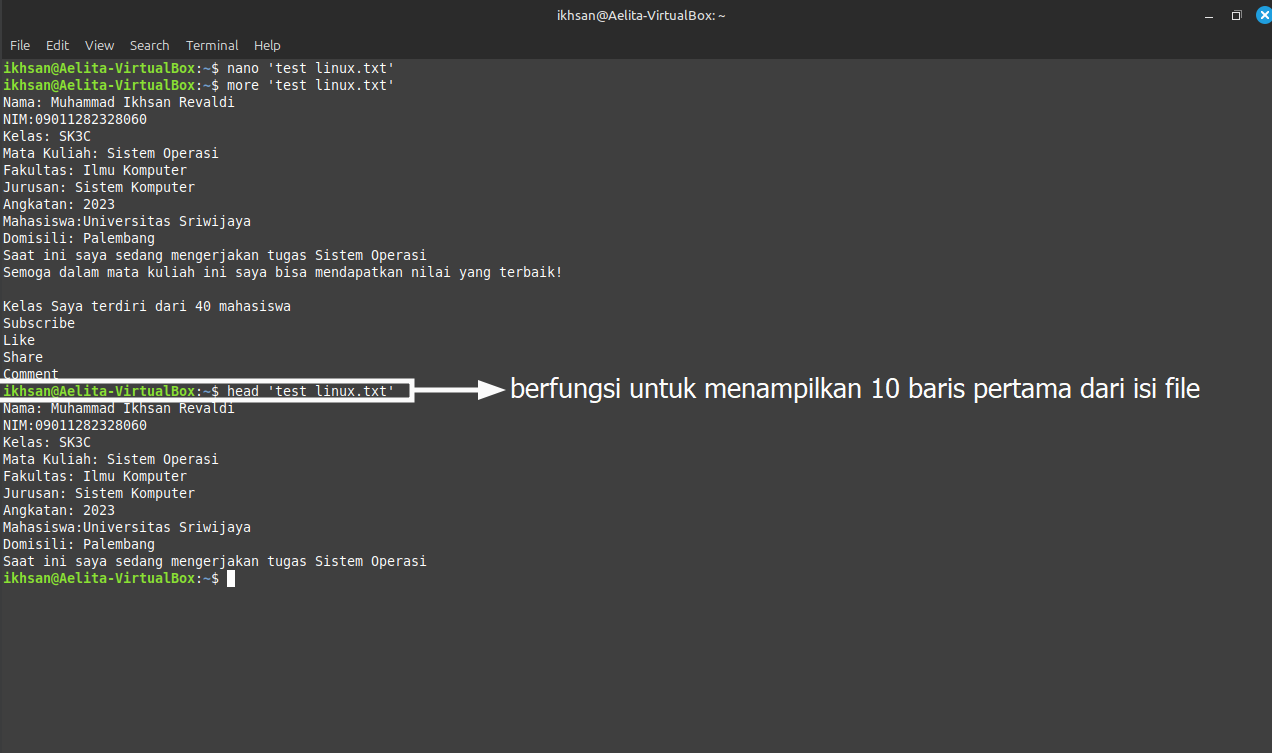 ikhsan@Aelita-VirtualBox: ~
File Edit View Search Terminal Help
ikhsan@Aelita-VirtualBox:~$ nano 'test linux.txt'
ikhsan@Aelita-VirtualBox:~$ more 'test linux.txt'
Nama: Muhammad Ikhsan Revaldi
NIM:09011282328060
Kelas: SK3C
Mata Kuliah: Sistem Operasi
Fakultas: Ilmu Komputer
Jurusan: Sistem Komputer
Angkatan: 2023
Mahasiswa:Universitas Sriwijaya
Domisili: Palembang
Saat ini saya sedang mengerjakan tugas Sistem Operasi
Semoga dalam mata kuliah ini saya bisa mendapatkan nilai yang terbaik!

Kelas Saya terdiri dari 40 mahasiswa
Subscribe
Like
Share
Comment
ikhsan@Aelita-VirtualBox:~$ head 'test linux.txt'
berfungsi untuk menampilkan 10 baris pertama dari isi file
Nama: Muhammad Ikhsan Revaldi
NIM:09011282328060
Kelas: SK3C
Mata Kuliah: Sistem Operasi
Fakultas: Ilmu Komputer
Jurusan: Sistem Komputer
Angkatan: 2023
Mahasiswa:Universitas Sriwijaya
Domisili: Palembang
Saat ini saya sedang mengerjakan tugas Sistem Operasi
ikhsan@Aelita-VirtualBox:~$